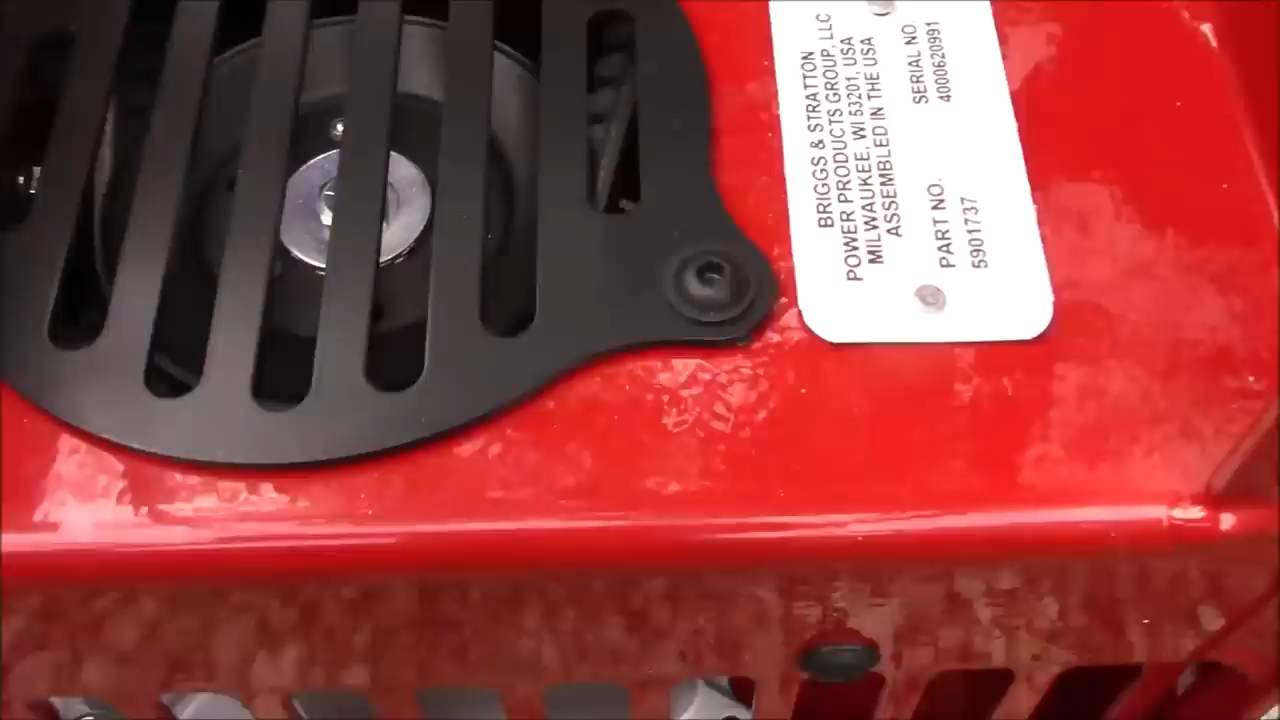 BRIGGS & STRATTON
POWER PRODUCTS GROUP, LLC
MILWAUKEE, WI 53201, USA
ASSEMBLED IN THE USA
PART NO. SERIAL NO.
5901737 4000620991